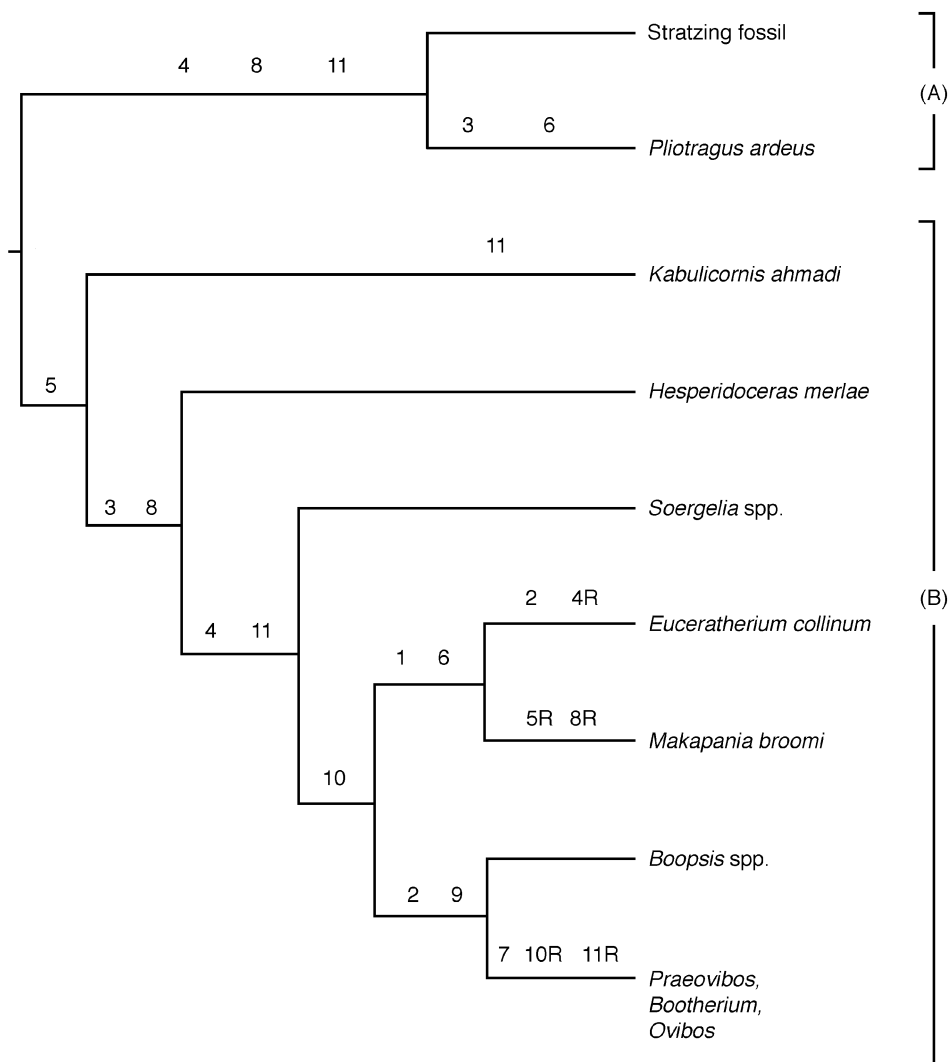 Stratzing fossil
4 8 11
(A)
3 6
Pliotragus ardeus
11
Kabulicornis ahmadi
5
Hesperidoceras merlae
3 8
Soergelia spp.
2 4R
(B)
Euceratherium collinum
4 11
1 6
5R 8R
Makapania broomi
10
Boopsis spp.
2 9
7 10R 11R
Praeovibos,
Bootherium,
Ovibos